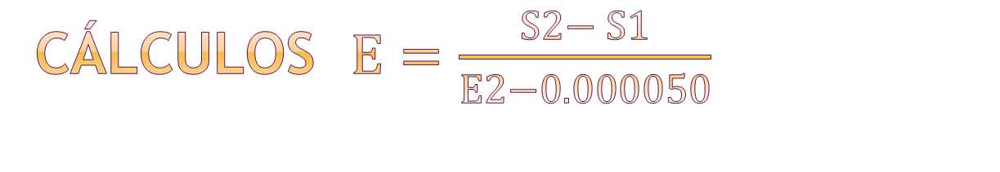 CÁLCULOS E = S2− S1
E2−0.000050